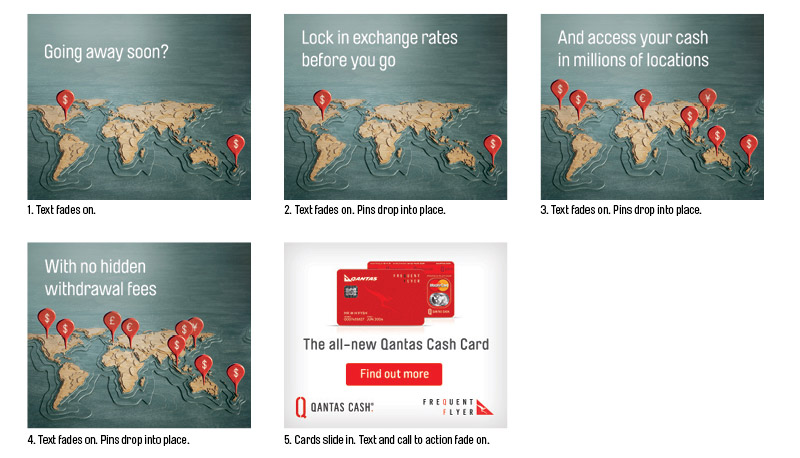 Going away soon?
$
$
1. Text fades on.
Lock in exchange rates
before you go
$
$
2. Text fades on. Pins drop into place.
And access your cash
in millions of locations
$
$
€
¥
$
$
$
3. Text fades on. Pins drop into place.
With no hidden
withdrawal fees
$
$
£
€
$
¥
$
$
$
4. Text fades on. Pins drop into place.
QANTAS
FREQUENT
FLYER
MasterCard
QANTAS CASH
The all-new Qantas Cash Card
Find out more
QANTAS CASH
FREQUENT
FLYER
5. Cards slide in. Text and call to action fade on.